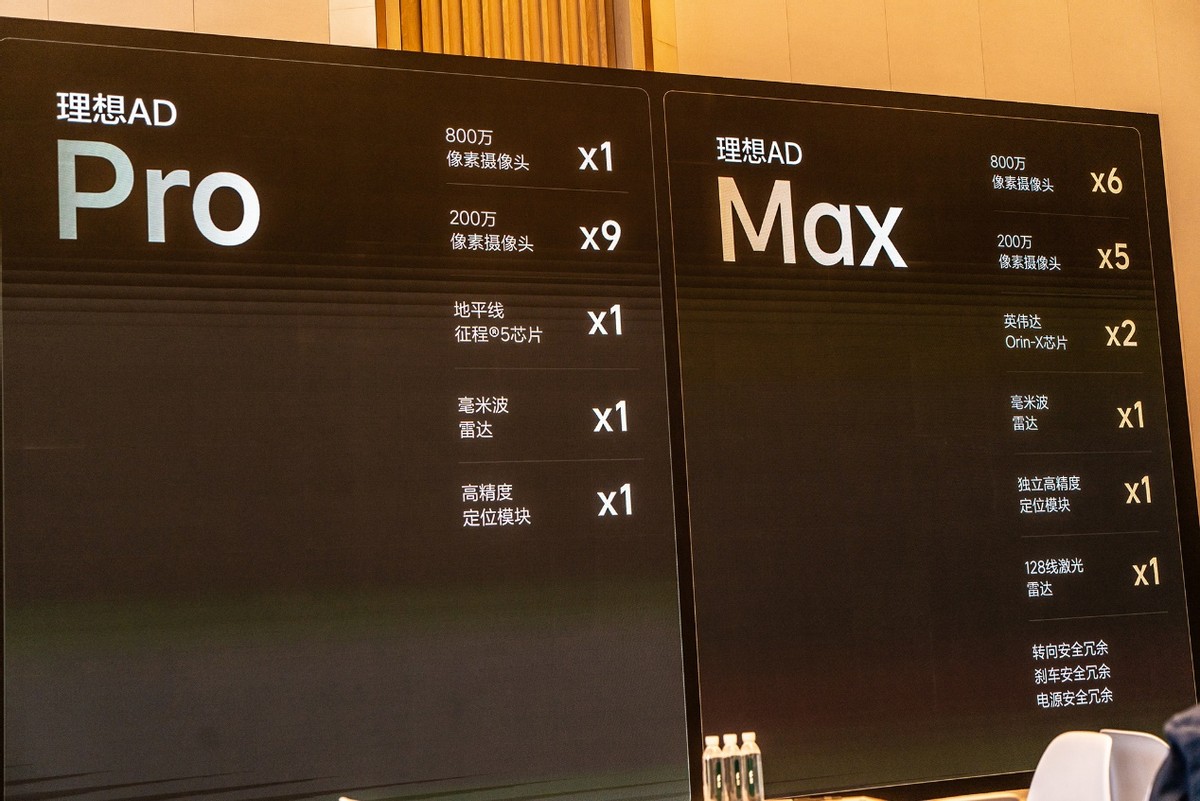 理想AD
Pro
800万
像素摄像头
x1
200万
像素摄像头
x9
地平线
征程®5芯片
x1
毫米波
雷达
x1
高精度
定位模块
x1
理想AD
Max
800万
像素摄像头
x6
200万
像素摄像头
x5
英伟达
Orin-X芯片
x2
毫米波
雷达
x1
独立高精度
定位模块
x1
128线激光
雷达
x1
转向安全冗余
刹车安全冗余
电源安全冗余